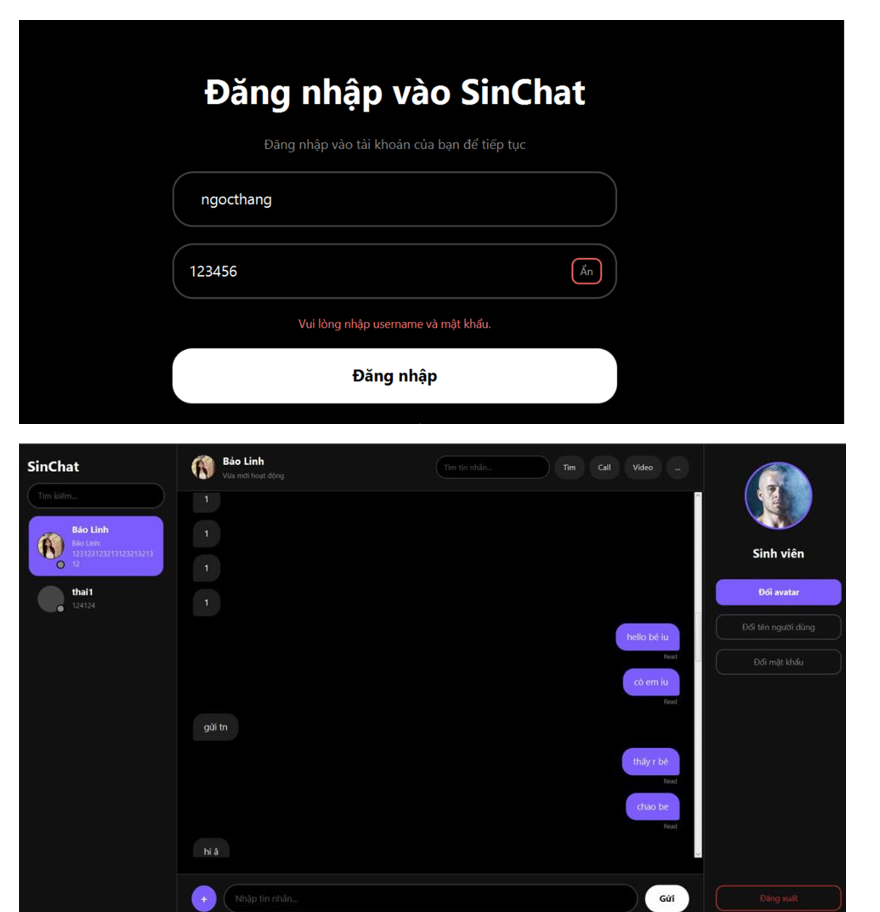 Đăng nhập vào SinChat
Đăng nhập vào tài khoản của bạn để tiếp tục
ngocthang
123456
Ẩn
Vui lòng nhập username và mật khẩu.
Đăng nhập
SinChat
Tìm kiếm...
Bảo Linh
Bảo Linh:
123123123213123213213
12
thai1
124124
Bảo Linh
Vừa mới hoạt động
Tìm tin nhắn...
Tìm
Call
Video
...
1
1
1
1
hello bé iu
Read
cô em iu
Read
gửi tn
thấy r bé
Read
chao be
Read
hi á
+
Nhập tin nhắn...
Gửi
Sinh viên
Đổi avatar
Đổi tên người dùng
Đổi mật khẩu
Đăng xuất